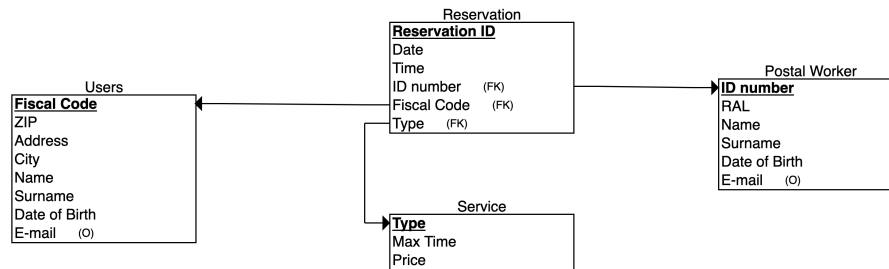 Reservation
Reservation ID
Date
Time
ID number (FK)
Fiscal Code (FK)
Type (FK)
Users
Fiscal Code
ZIP
Address
City
Name
Surname
Date of Birth
E-mail (O)
Postal Worker
ID number
RAL
Name
Surname
Date of Birth
E-mail (O)
Service
Type
Max Time
Price